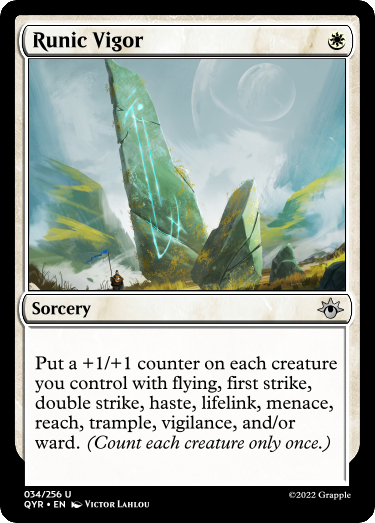 Runic Vigor
Sorcery
Put a +1/+1 counter on each creature
you control with flying, first strike,
double strike, haste, lifelink, menace,
reach, trample, vigilance, and/or
ward. (Count each creature only once.)
034/256 U
QYR • EN Victor Lahlou
©2022 Grapple